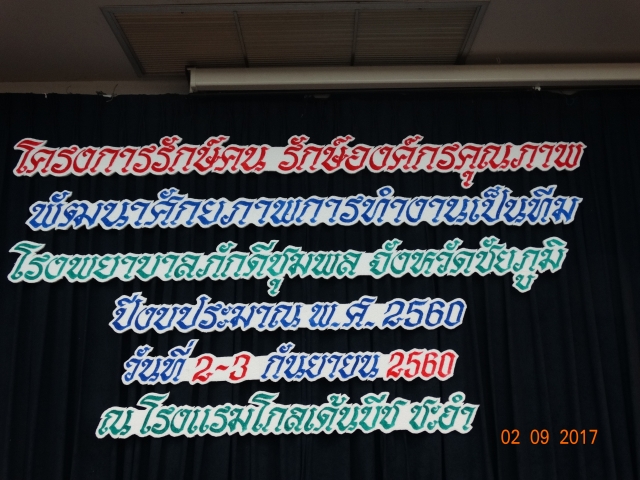 โครงการรักษ์คน รักษ์องค์กรคุณภาพ
พัฒนาศักยภาพการทำงานเป็นทีม
โรงพยาบาลภักดีชุมพล จังหวัดชัยภูมิ
ปีงบประมาณ พ.ศ. 2560
วันที่ 2-3 กันยายน 2560
ณ โรงแรมโกลเด้นบีช ชะอำ
02 09 2017